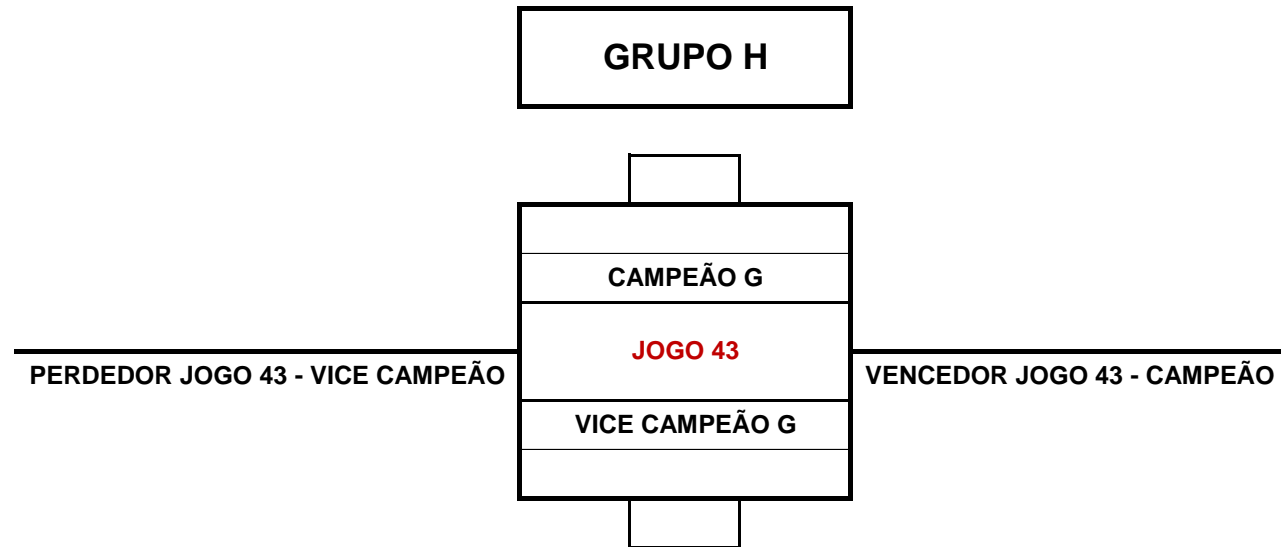 GRUPO H
CAMPEÃO G
JOGO 43
PERDEDOR JOGO 43 - VICE CAMPEÃO
VENCEDOR JOGO 43 - CAMPEÃO
VICE CAMPEÃO G